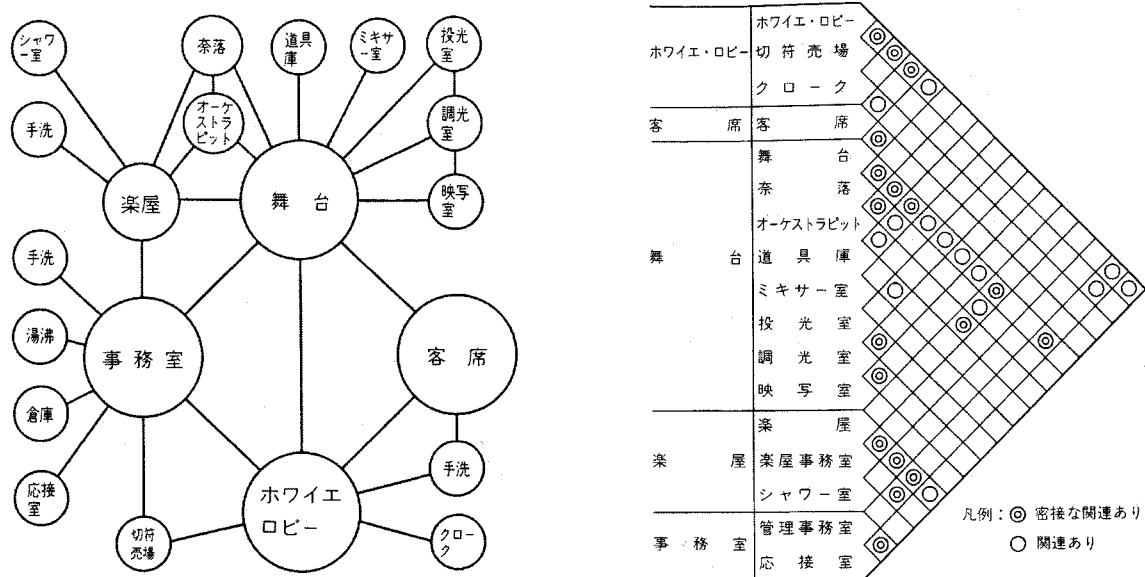 シャワ
ー室
奈落
道具
庫
ミキサ
ー室
投光
室
手洗
オーケ
ストラ
ピット
調光
室
楽屋
舞台
映写
室
手洗
湯沸
事務室
客席
倉庫
応接
室
手洗
切符
売場
ホワイエ
ロビー
クロー
ク
ホワイエ・ロビー
ホワイエ・ロビー
切符売場
クローク
客席
客席
舞台
舞台
奈落
オーケストラピット
道具庫
ミキサー室
投光室
調光室
映写室
楽屋
楽屋
楽屋事務室
シャワー室
事務室
管理事務室
応接室
凡例:◎ 密接な関連あり
○ 関連あり